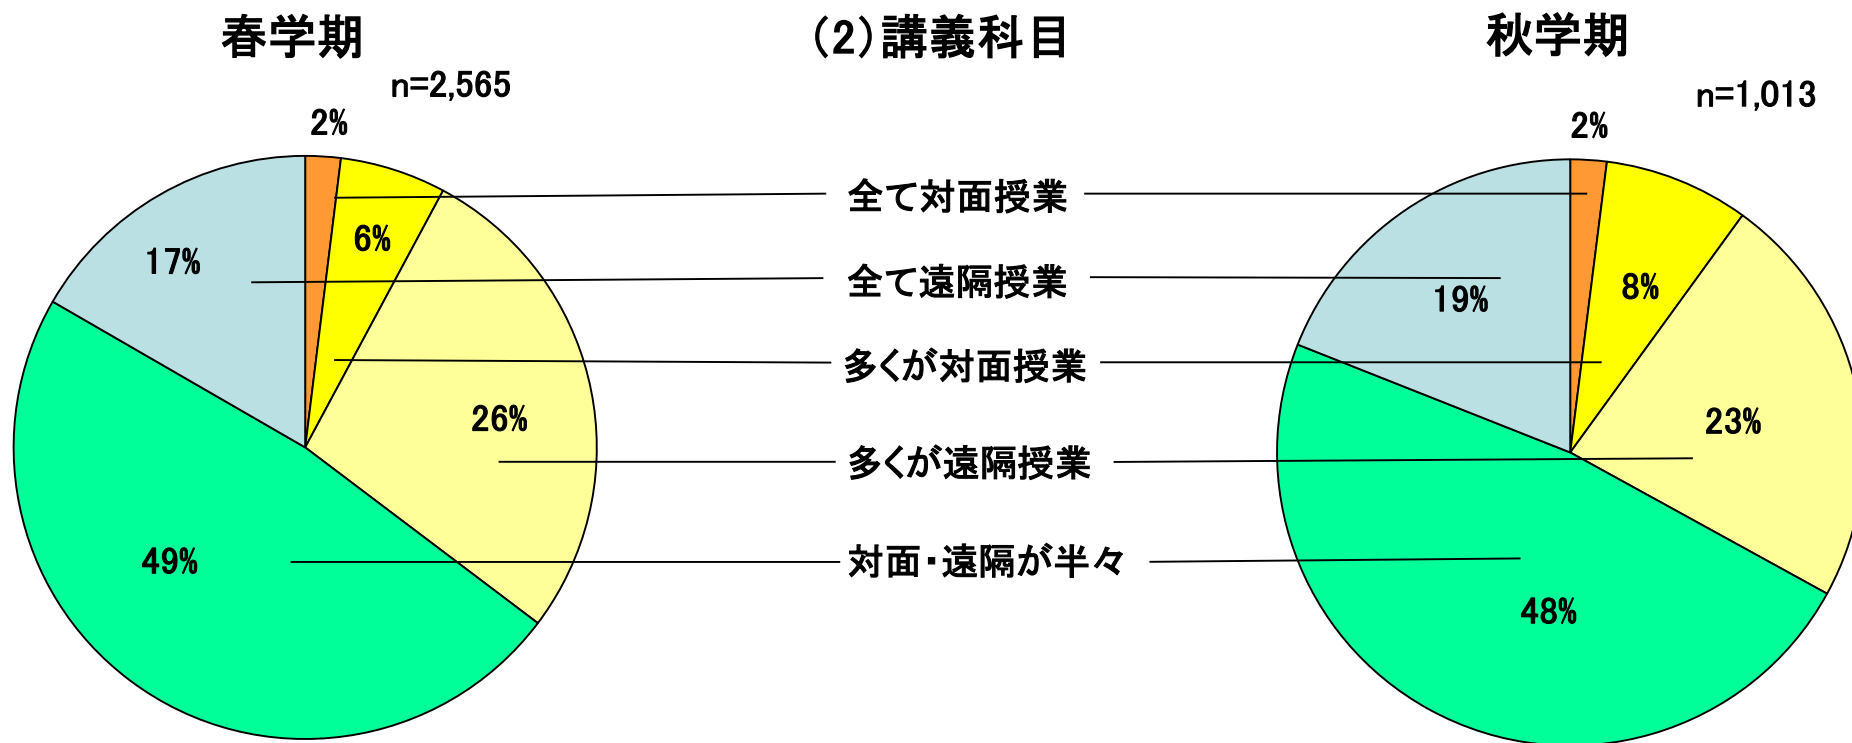 春学期
(2)講義科目
秋学期
n=2,565
n=1,013
2%
2%
全て対面授業
6%
17%
全て遠隔授業
8%
19%
多くが対面授業
26%
23%
多くが遠隔授業
49%
対面・遠隔が半々
48%